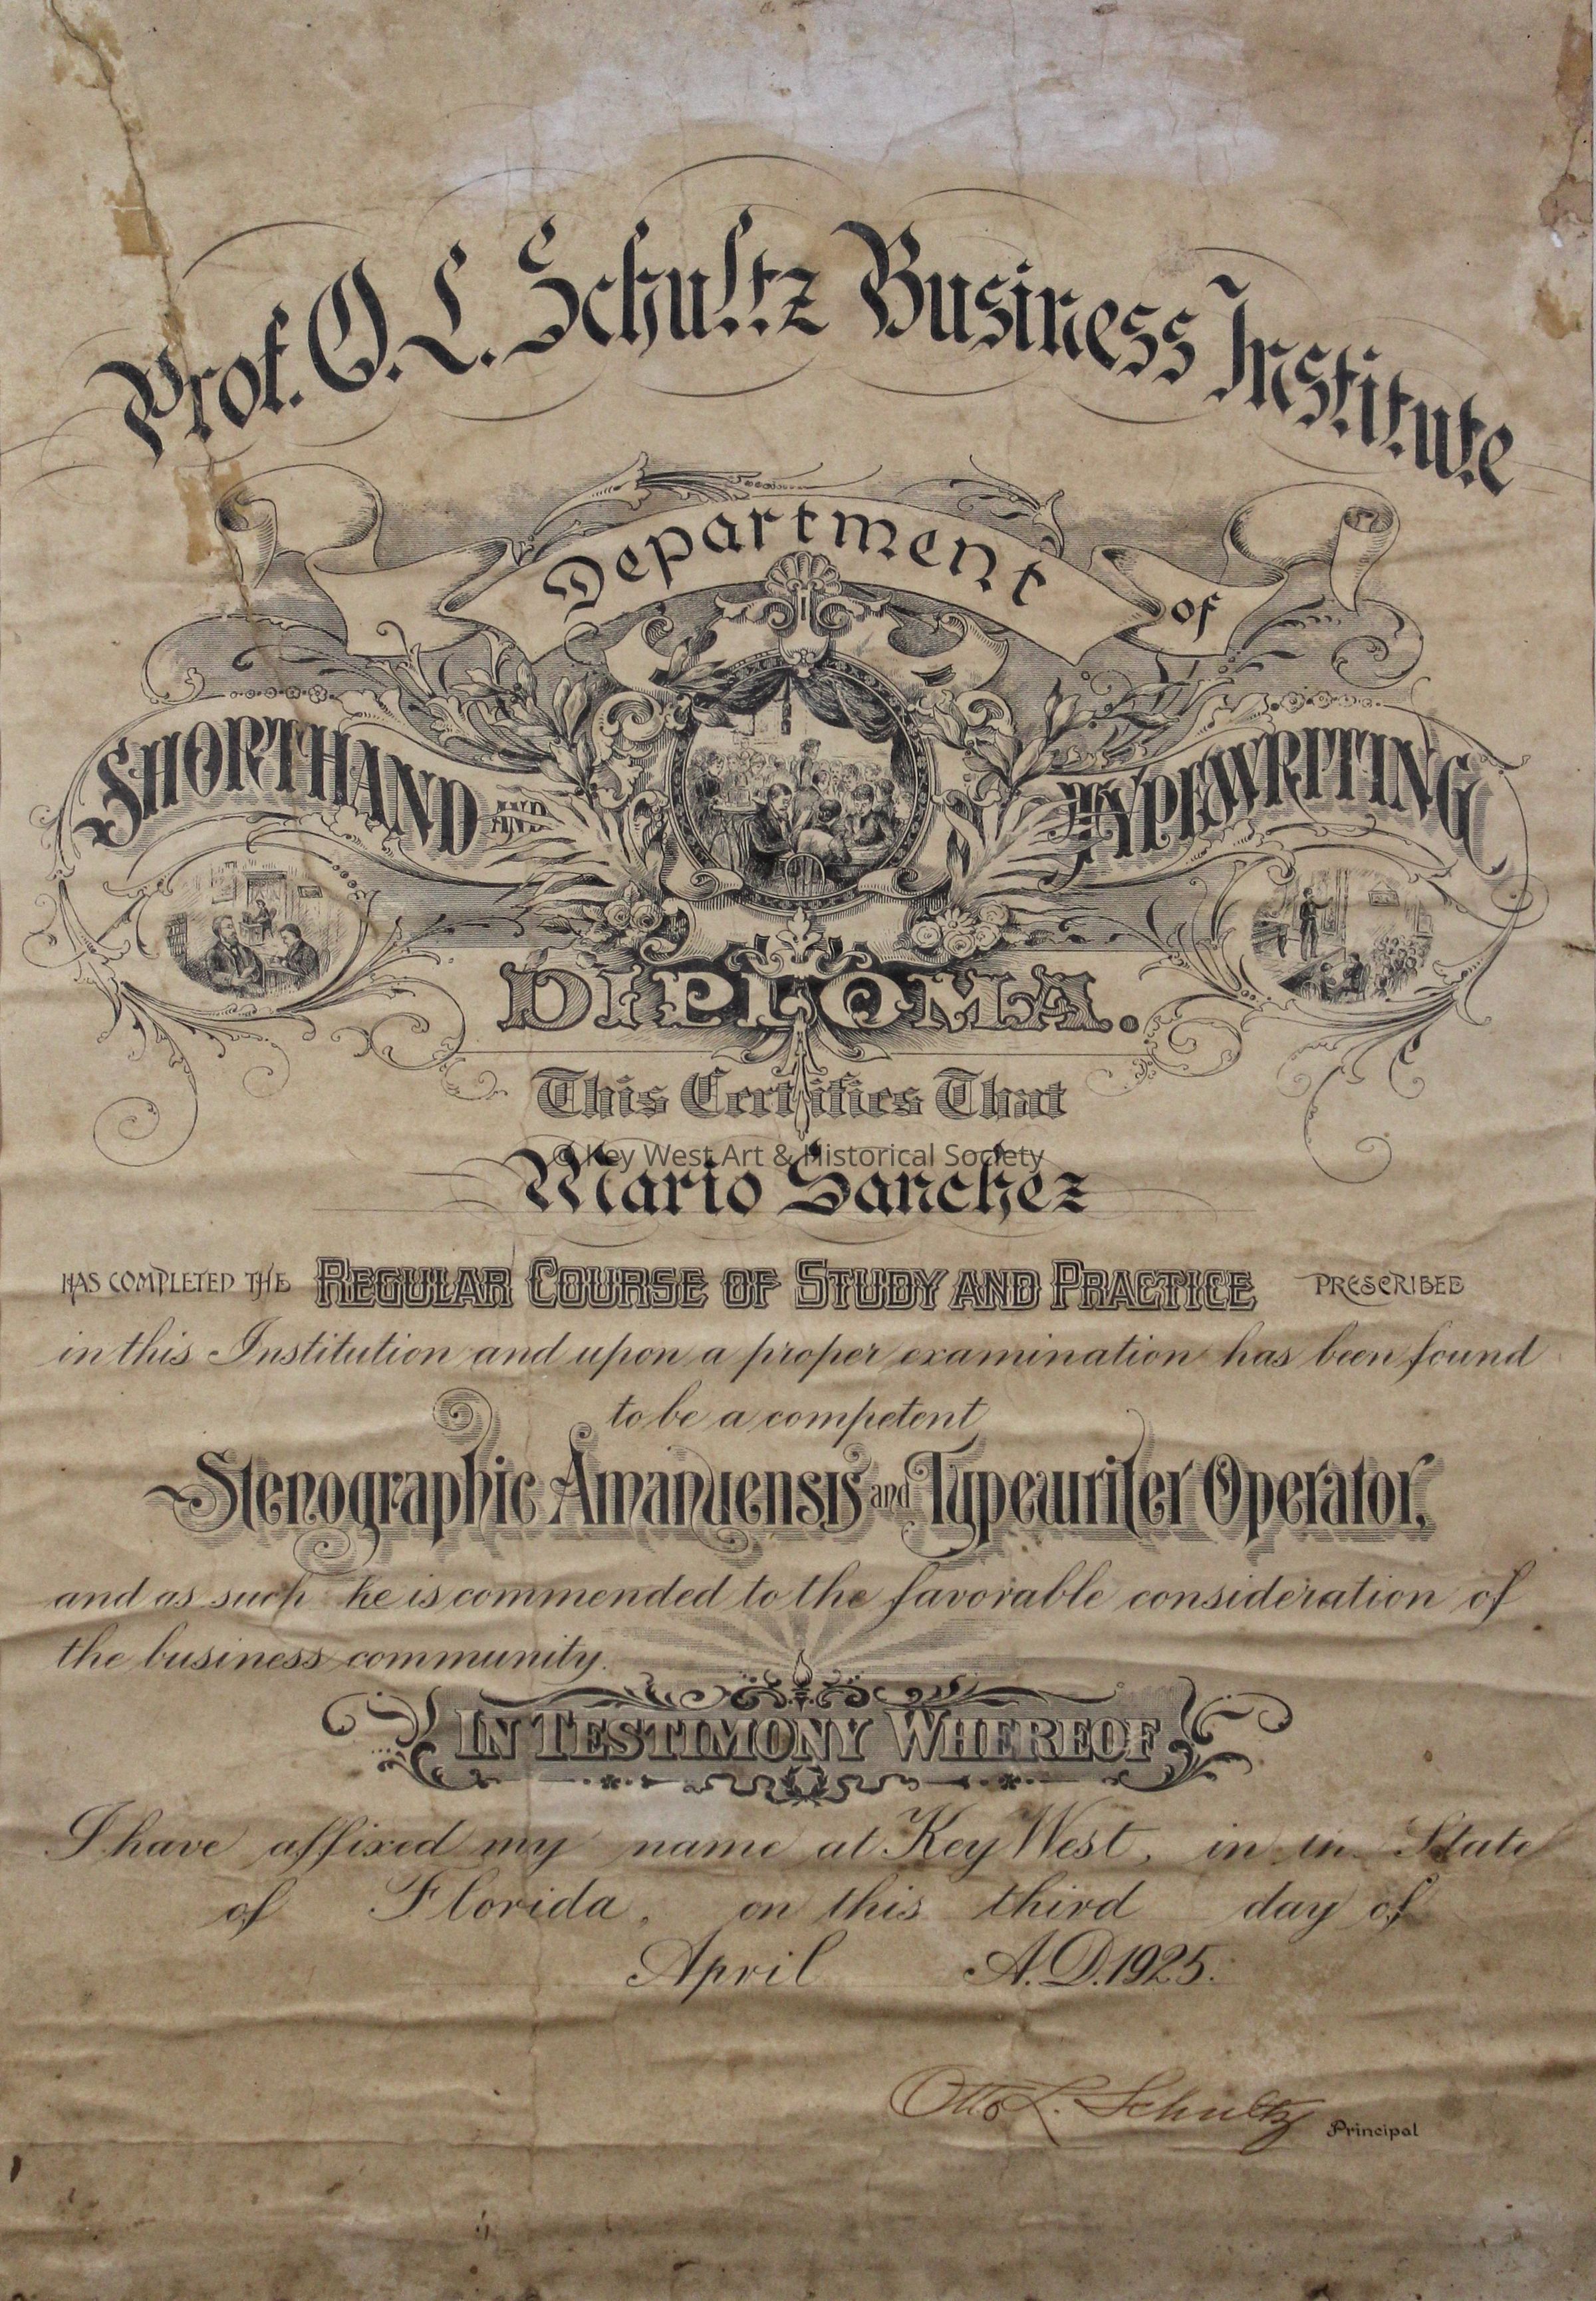 Prof. O. L. Schultz Business Institute
Department of
SHORTHAND AND TYPEWRITING
DIPLOMA.
This Certifies That
© Key West Art & Historical Society
Mario Sanchez
HAS COMPLETED THE REGULAR COURSE OF STUDY AND PRACTICE PRESCRIBED
in this Institution and upon a proper examination has been found
to be a competent
Stenographic Amanuensis and Typewriter Operator,
and as such he is commended to the favorable consideration of
the business community.
IN TESTIMONY WHEREOF
I have affixed my name at Key West, in in State
of Florida, on this third day of
April A.D. 1925.
Otto L. Schultz Principal